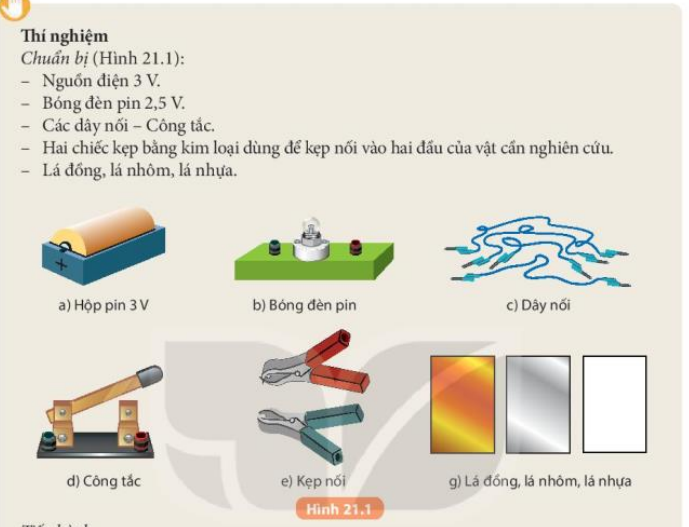 Thí nghiệm
Chuẩn bị (Hình 21.1):
– Nguồn điện 3 V.
– Bóng đèn pin 2,5 V.
– Các dây nối – Công tắc.
– Hai chiếc kẹp bằng kim loại dùng để kẹp nối vào hai đầu của vật cần nghiên cứu.
– Lá đồng, lá nhôm, lá nhựa.
+
a) Hộp pin 3 V
b) Bóng đèn pin
c) Dây nối
d) Công tắc
e) Kẹp nối
g) Lá đồng, lá nhôm, lá nhựa
Hình 21.1